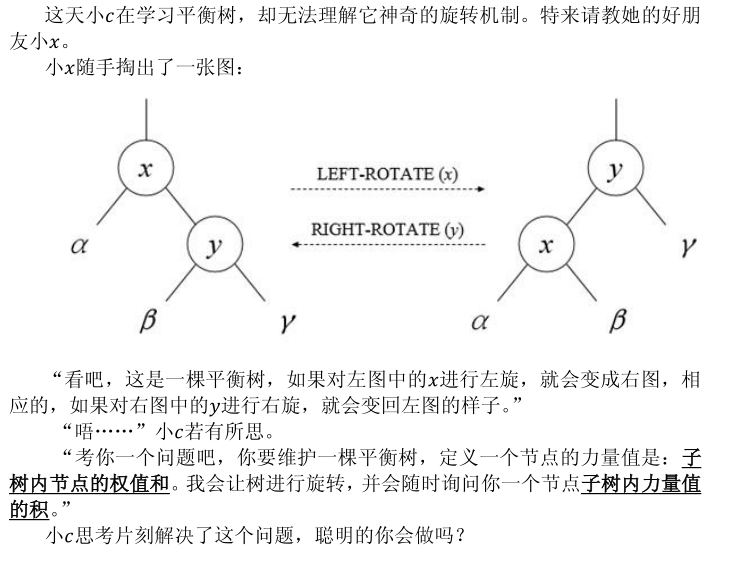 这天小c在学习平衡树，却无法理解它神奇的旋转机制。特来请教她的好朋
友小x。
小x随手掏出了一张图：
x
LEFT-ROTATE (x)
y
α
y
RIGHT-ROTATE (y)
x
γ
β
γ
α
β
“看吧，这是一棵平衡树，如果对左图中的x进行左旋，就会变成右图，相
应的，如果对右图中的y进行右旋，就会变回左图的样子。”
“唔……”小c若有所思。
“考你一个问题吧，你要维护一棵平衡树，定义一个节点的力量值是：子
树内节点的权值和。我会让树进行旋转，并会随时询问你一个节点子树内力量值
的积。”
小c思考片刻解决了这个问题，聪明的你会做吗？